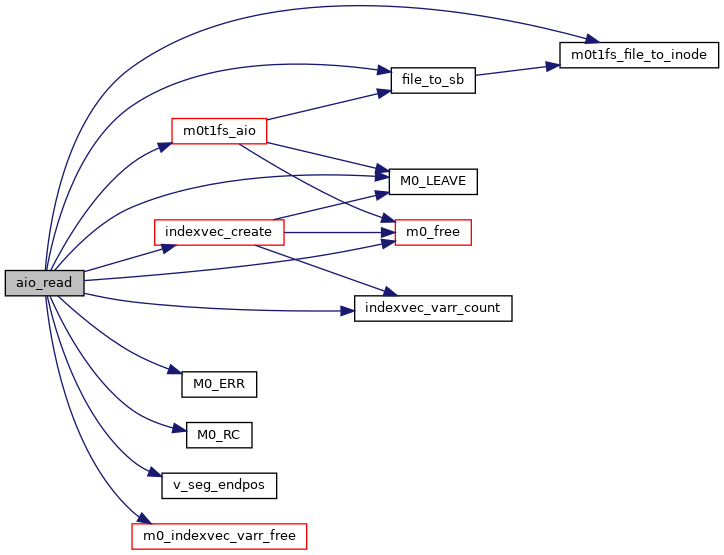 m0t1fs_file_to_inode
file_to_sb
m0t1fs_aio
M0_LEAVE
indexvec_create
m0_free
aio_read
indexvec_varr_count
M0_ERR
M0_RC
v_seg_endpos
m0_indexvec_varr_free